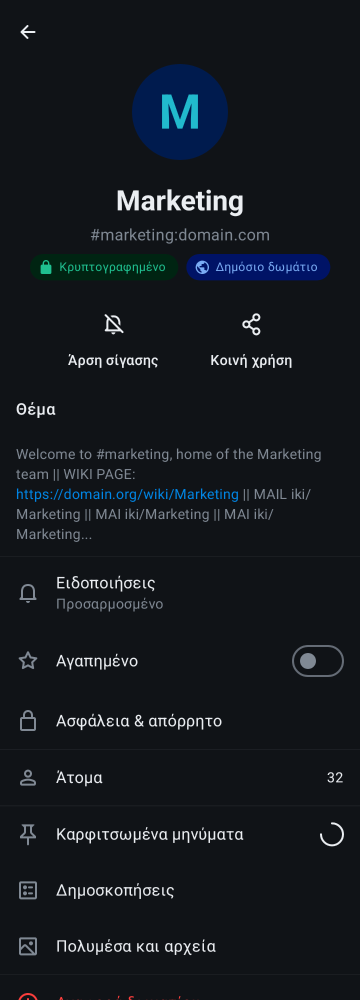 M
Marketing
#marketing:domain.com
Κρυπτογραφημένο
Δημόσιο δωμάτιο
Άρση σίγασης
Κοινή χρήση
Θέμα
Welcome to #marketing, home of the Marketing
team || WIKI PAGE:
https://domain.org/wiki/Marketing || MAIL iki/
Marketing || MAI iki/Marketing || MAI iki/
Marketing...
Ειδοποιήσεις
Προσαρμοσμένο
Αγαπημένο
Ασφάλεια & απόρρητο
Άτομα 32
Καρφιτσωμένα μηνύματα
Δημοσκοπήσεις
Πολυμέσα και αρχεία